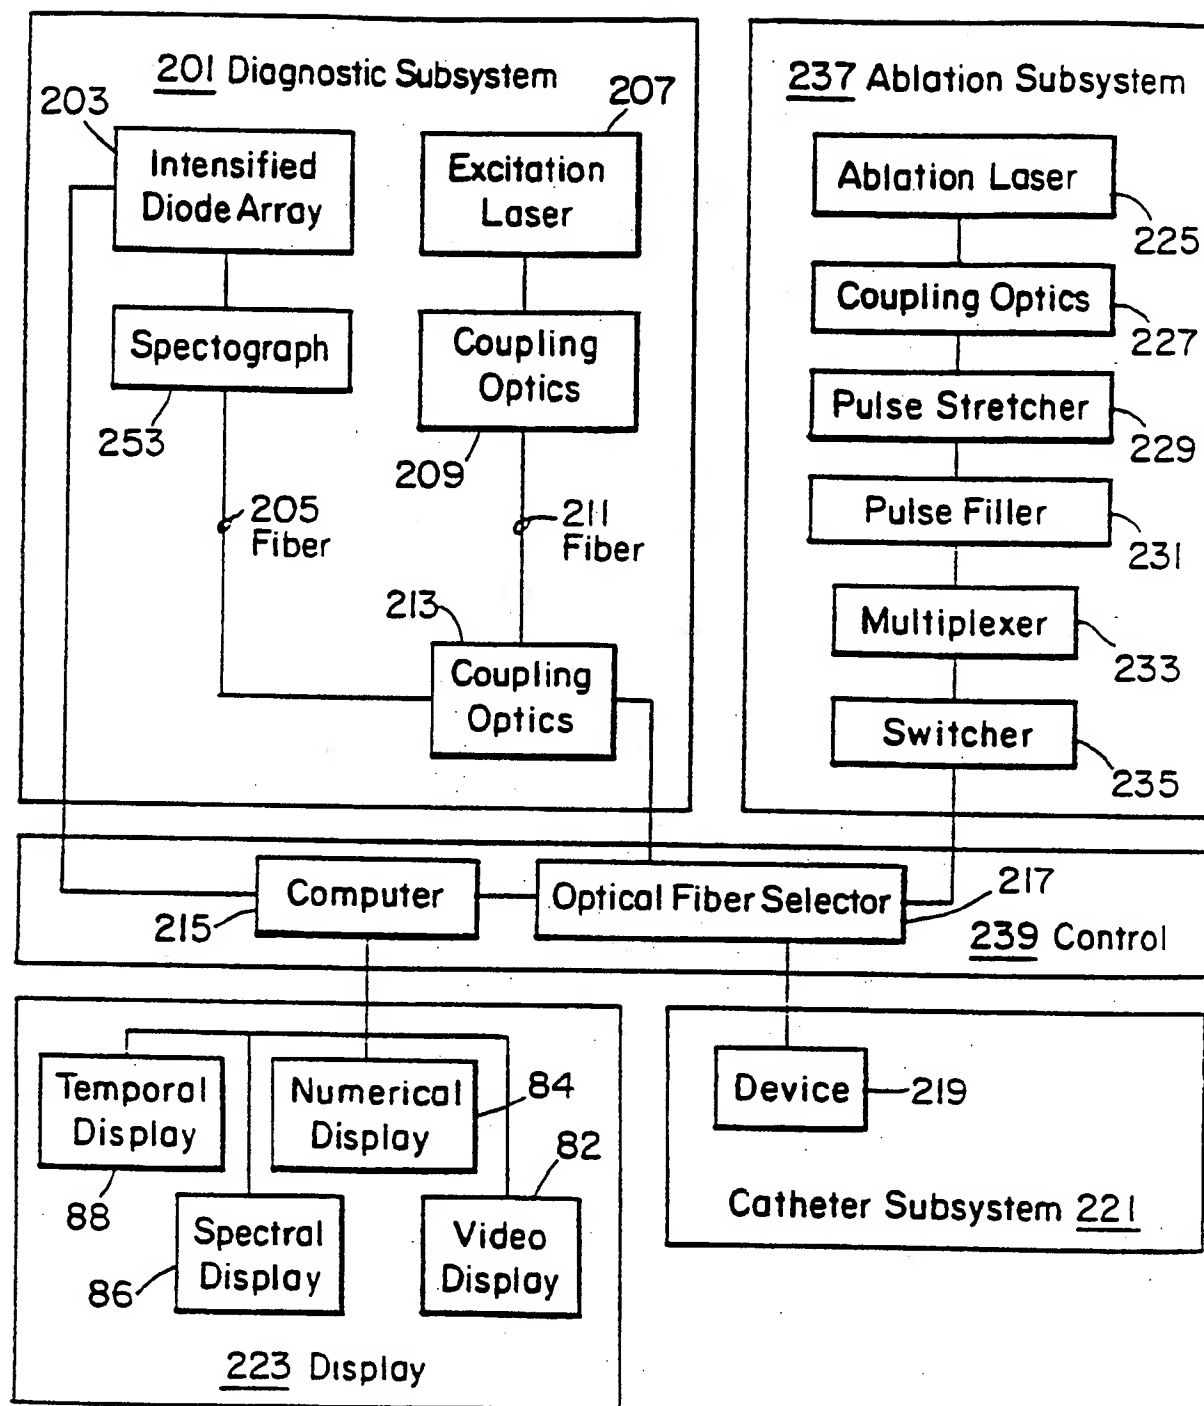 201 Diagnostic Subsystem
203
207
Intensified
Diode Array
Excitation
Laser
Spectograph
253
Coupling
Optics
209
205
Fiber
211
Fiber
213
Coupling
Optics
237 Ablation Subsystem
Ablation Laser
225
Coupling Optics
227
Pulse Stretcher
229
Pulse Filler
231
Multiplexer
233
Switcher
235
Computer
215
Optical Fiber Selector
217
239 Control
Temporal
Display
88
Numerical
Display
84
Spectral
Display
86
82
Video
Display
223 Display
Device
219
Catheter Subsystem 221